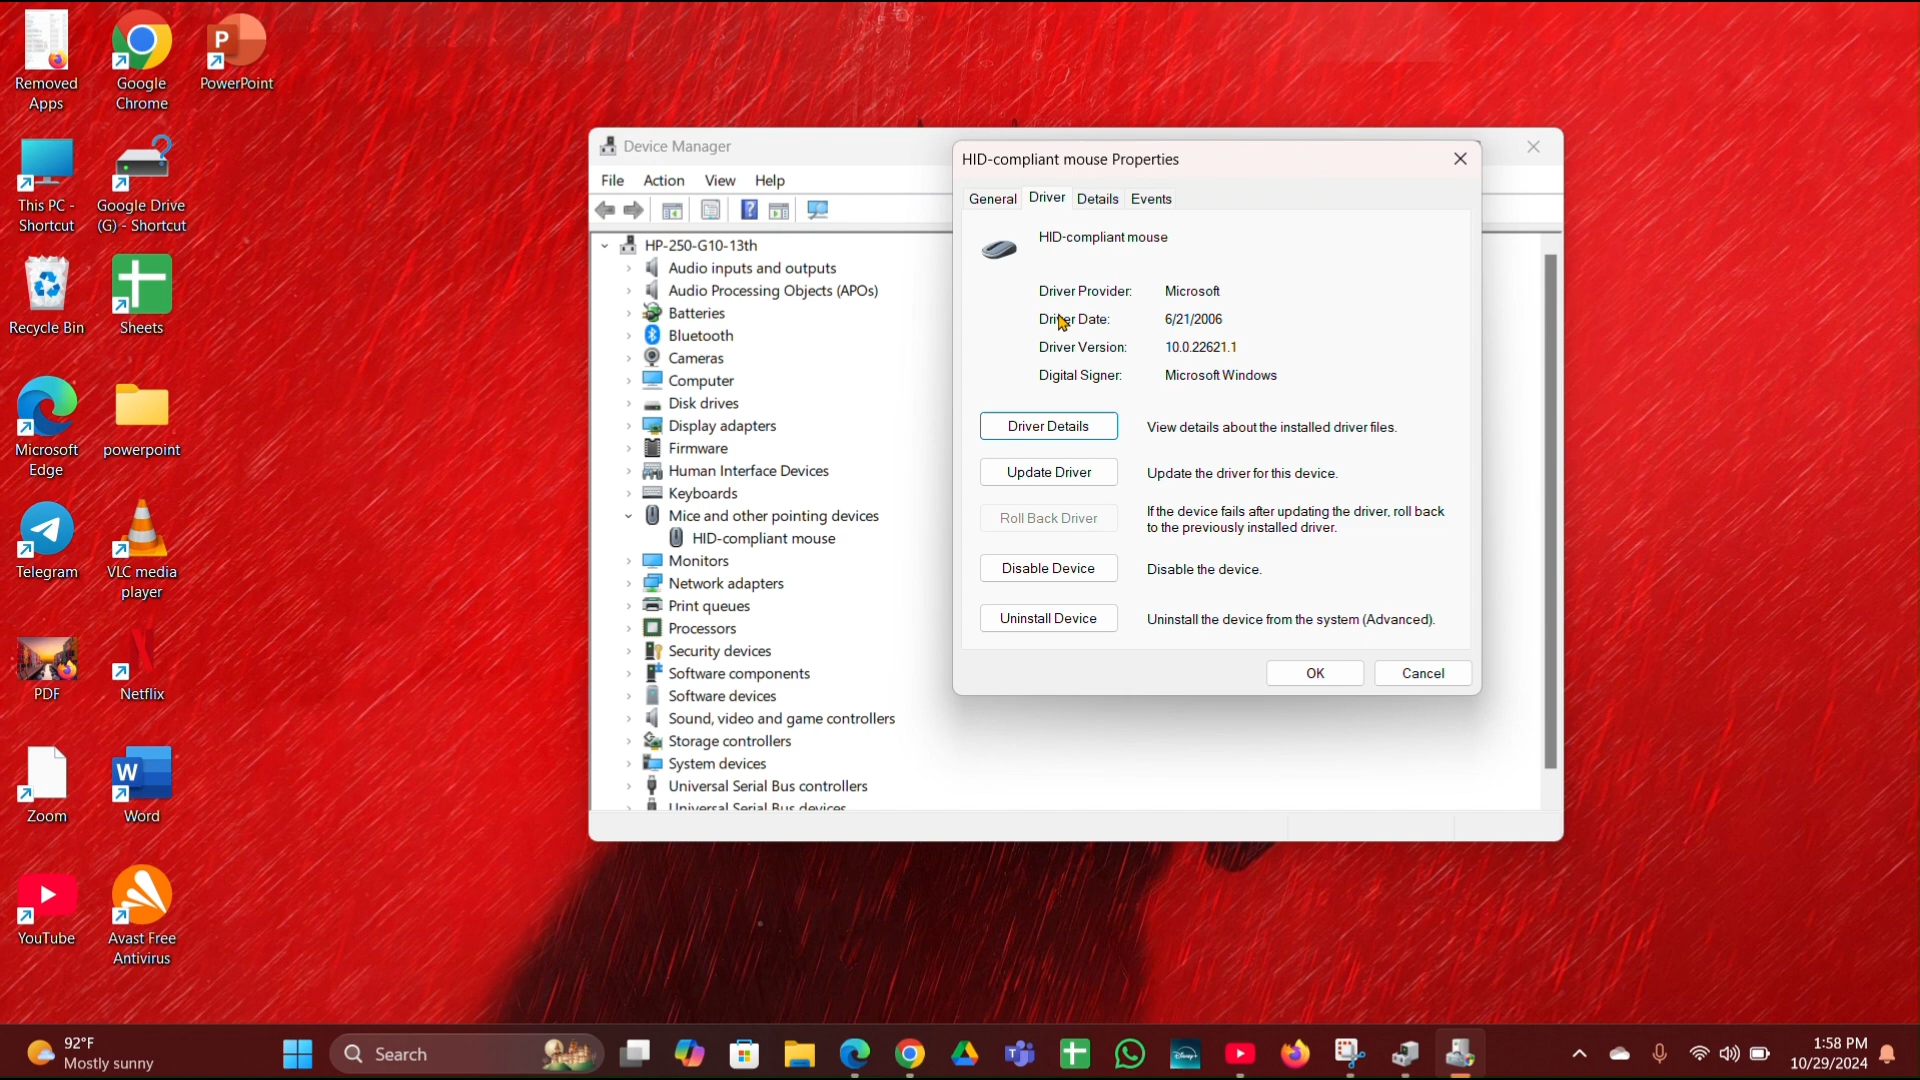 Removed
Apps
Google
Chrome
P
PowerPoint
This PC -
Shortcut
Google Drive
(G) - Shortcut
Recycle Bin
Sheets
Microsoft
Edge
powerpoint
Telegram
VLC media
player
PDF
Netflix
Zoom
W
Word
YouTube
Avast Free
Antivirus
Device Manager
File Action View Help
HP-250-G10-13th
Audio inputs and outputs
Audio Processing Objects (APOs)
Batteries
Bluetooth
Cameras
Computer
Disk drives
Display adapters
Firmware
Human Interface Devices
Keyboards
Mice and other pointing devices
HID-compliant mouse
Monitors
Network adapters
Print queues
Processors
Security devices
Software components
Software devices
Sound, video and game controllers
Storage controllers
System devices
Universal Serial Bus controllers
Universal Serial Bus devices
HID-compliant mouse Properties
General Driver Details Events
HID-compliant mouse
Driver Provider: Microsoft
Driver Date: 6/21/2006
Driver Version: 10.0.22621.1
Digital Signer: Microsoft Windows
Driver Details View details about the installed driver files.
Update Driver Update the driver for this device.
Roll Back Driver If the device fails after updating the driver, roll back
to the previously installed driver.
Disable Device Disable the device.
Uninstall Device Uninstall the device from the system (Advanced).
OK Cancel
92°F
Mostly sunny
Search
Disney+
1:58 PM
10/29/2024